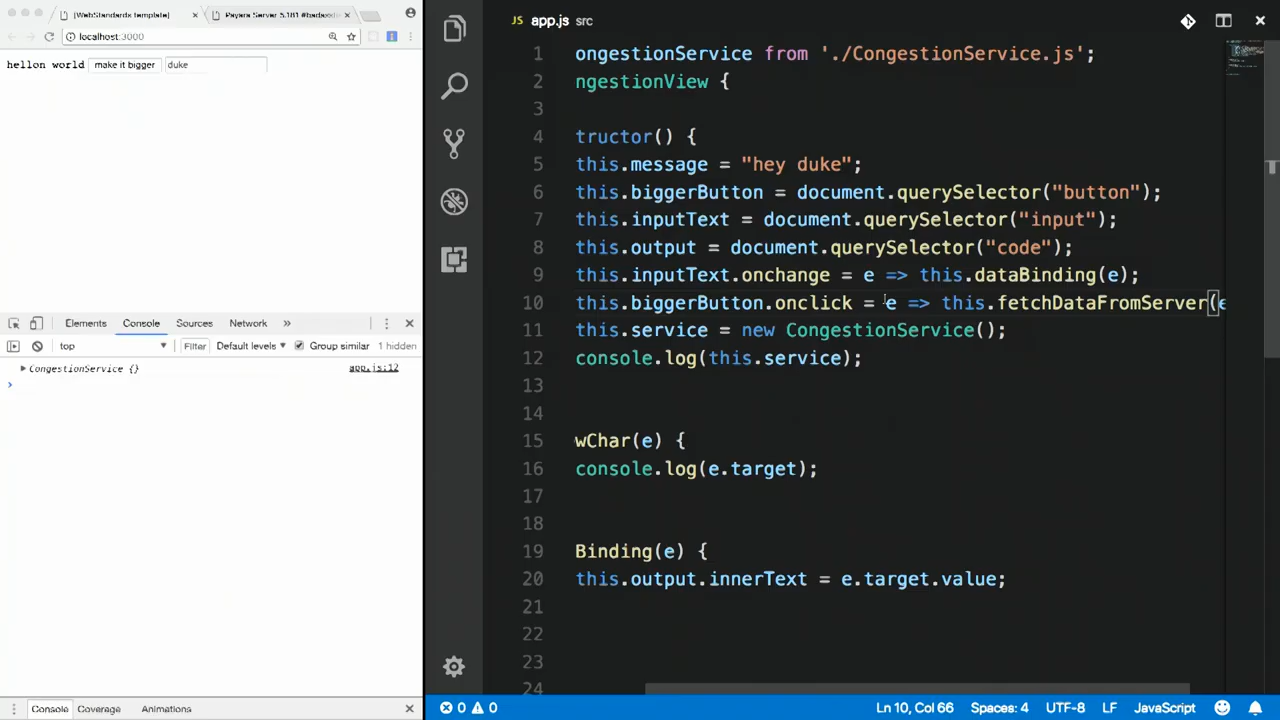 [WebStandards template]
Payara Server 5.181 #badassfish
localhost:3000
hellon world make it bigger duke
Elements Console Sources Network »
top Filter Default levels Group similar 1 hidden
CongestionService {} app.js:12
Console Coverage Animations
JS app.js src
1 ongestionService from './CongestionService.js';
2 ngestionView {
3
4 tructor() {
5 this.message = "hey duke";
6 this.biggerButton = document.querySelector("button");
7 this.inputText = document.querySelector("input");
8 this.output = document.querySelector("code");
9 this.inputText.onchange = e => this.dataBinding(e);
10 this.biggerButton.onclick = e => this.fetchDataFromServer(e
11 this.service = new CongestionService();
12 console.log(this.service);
13
14
15 wChar(e) {
16 console.log(e.target);
17
18
19 Binding(e) {
20 this.output.innerText = e.target.value;
21
22
23
24
0 0 Ln 10, Col 66 Spaces: 4 UTF-8 LF JavaScript